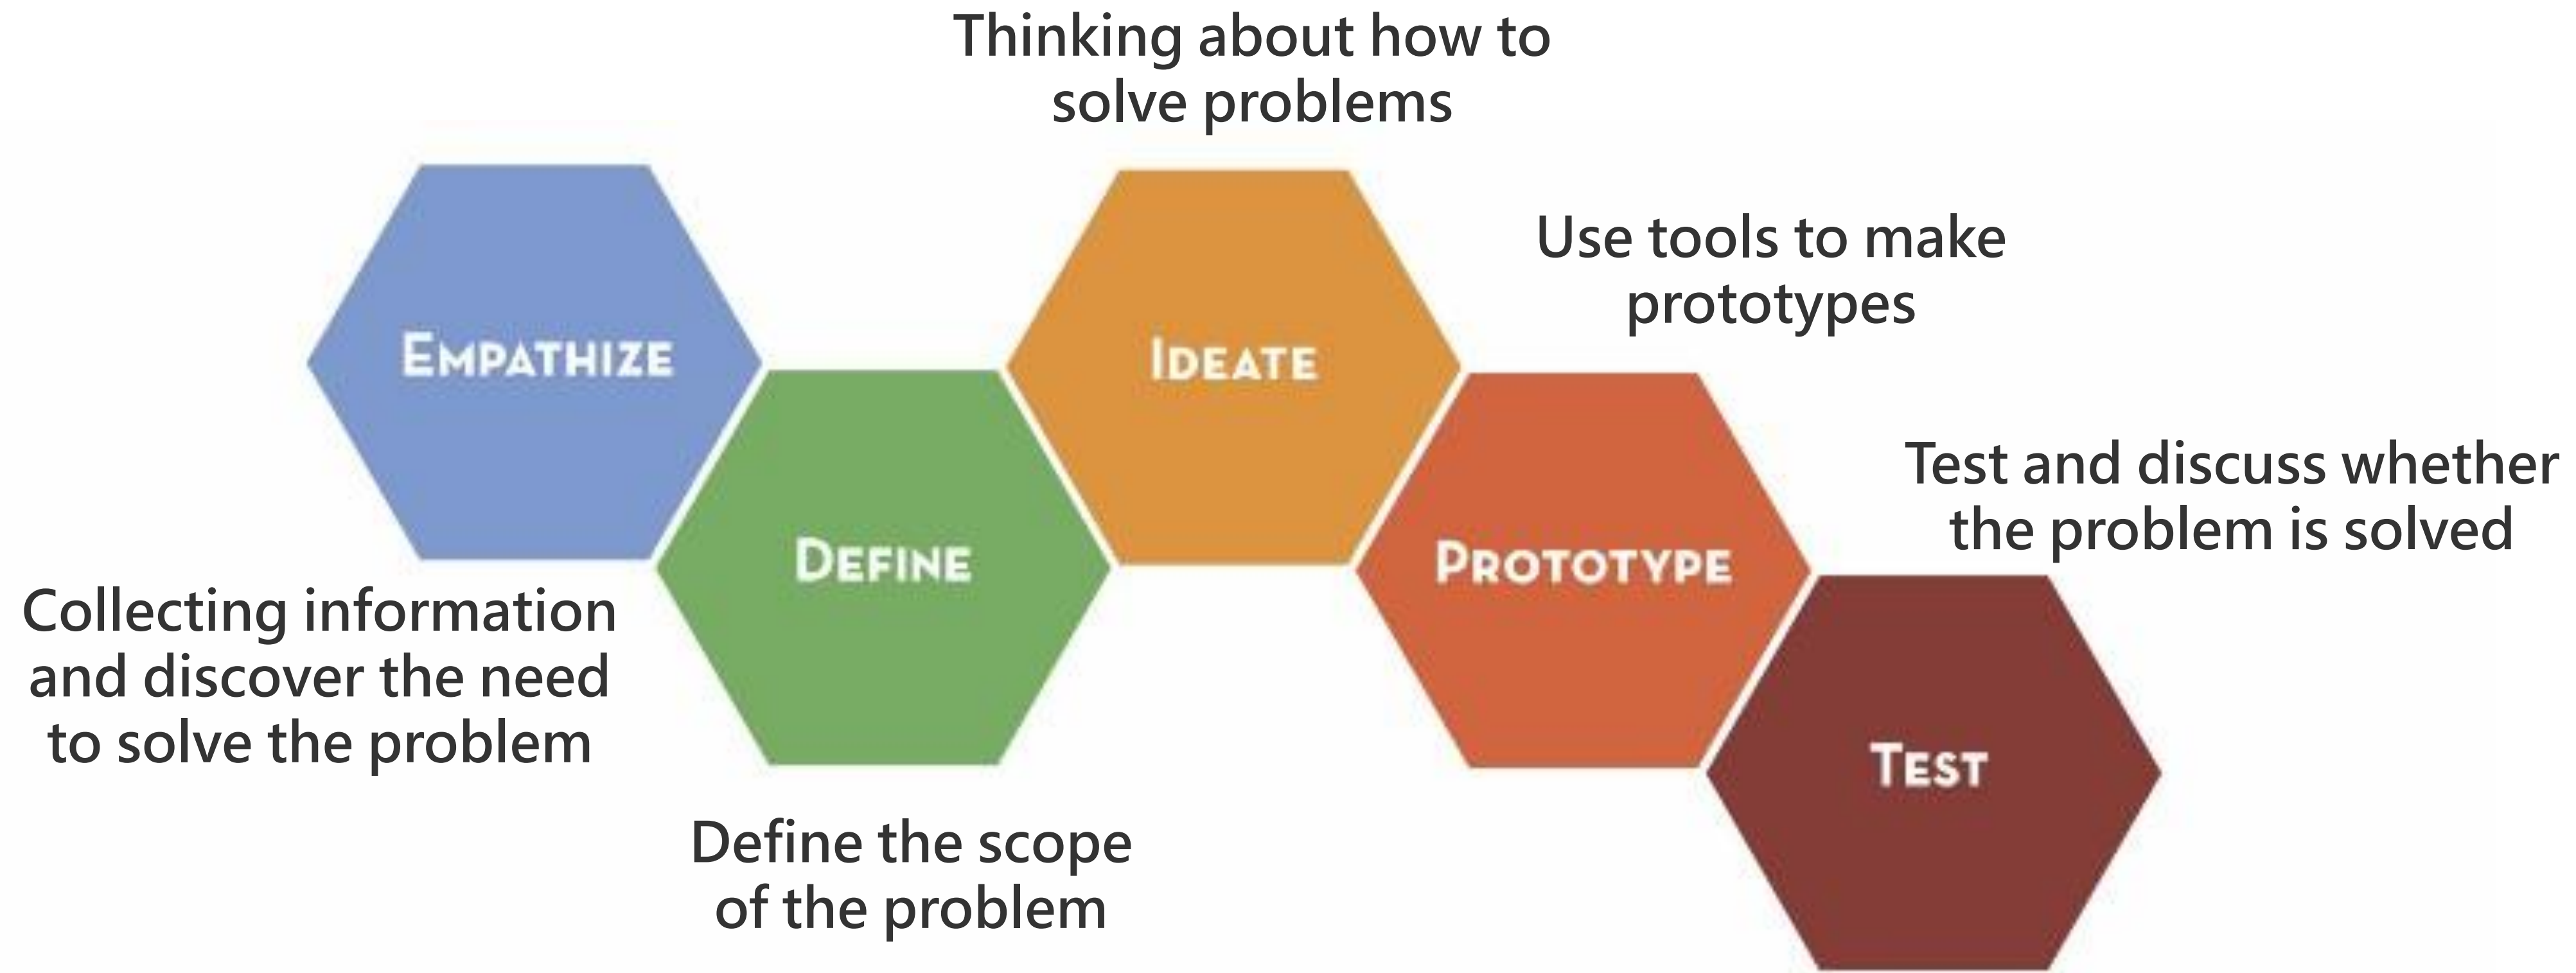 Thinking about how to
solve problems
EMPATHIZE
Collecting information
and discover the need
to solve the problem
DEFINE
Define the scope
of the problem
IDEATE
Use tools to make
prototypes
PROTOTYPE
Test and discuss whether
the problem is solved
TEST